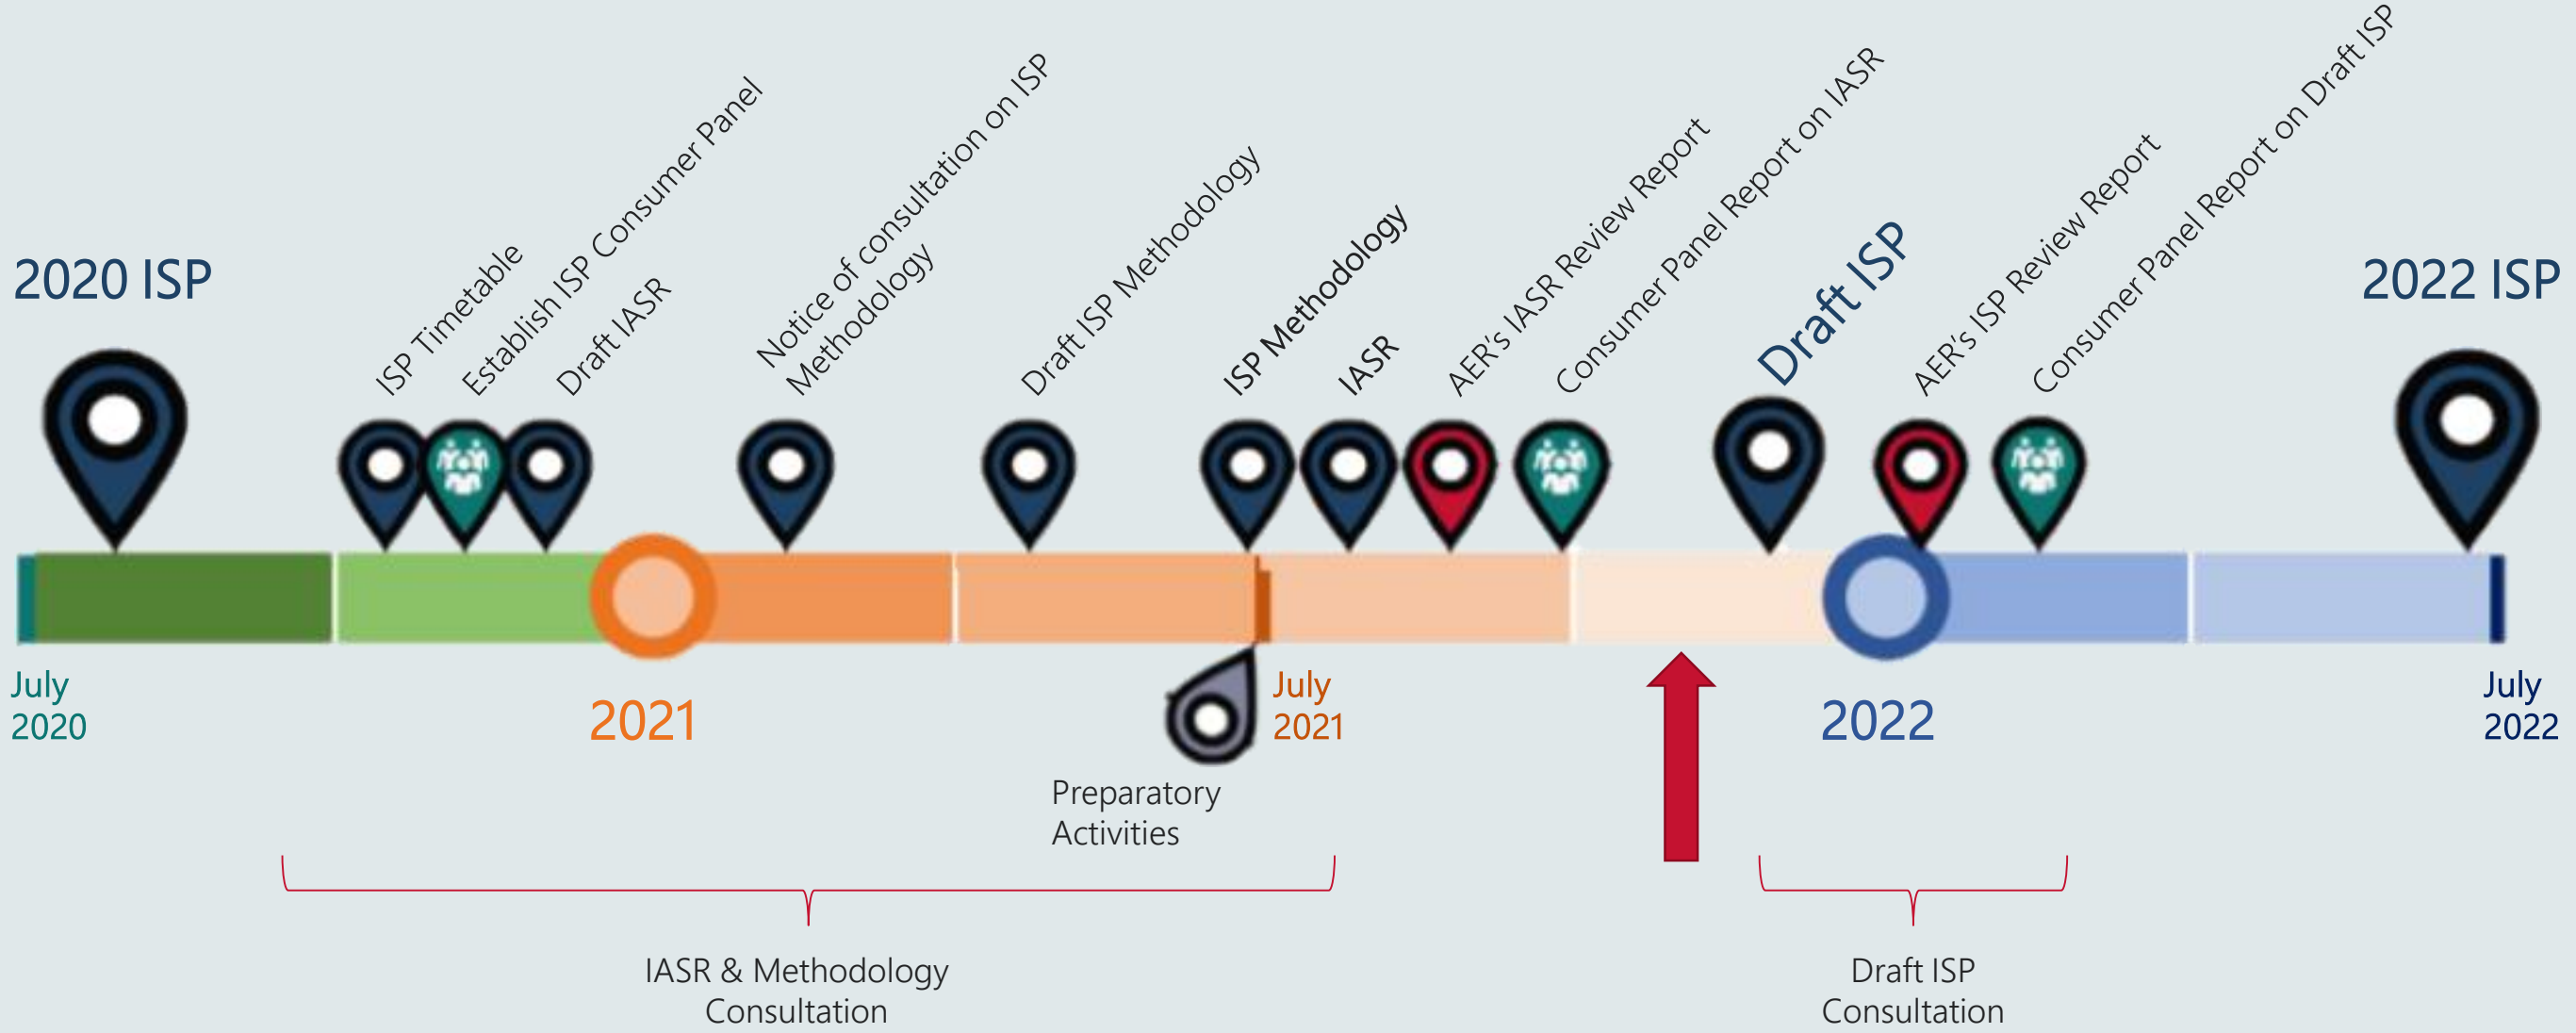 2020 ISP
ISP Timetable
Establish ISP Consumer Panel
Draft IASR
Notice of consultation on ISP
Methodology
Draft ISP Methodology
ISP Methodology
IASR
AER's IASR Review Report
Consumer Panel Report on IASR
Draft ISP
AER's ISP Review Report
Consumer Panel Report on Draft ISP
2022 ISP
July
2020
2021
July
2021
2022
July
2022
Preparatory
Activities
IASR & Methodology
Consultation
Draft ISP
Consultation